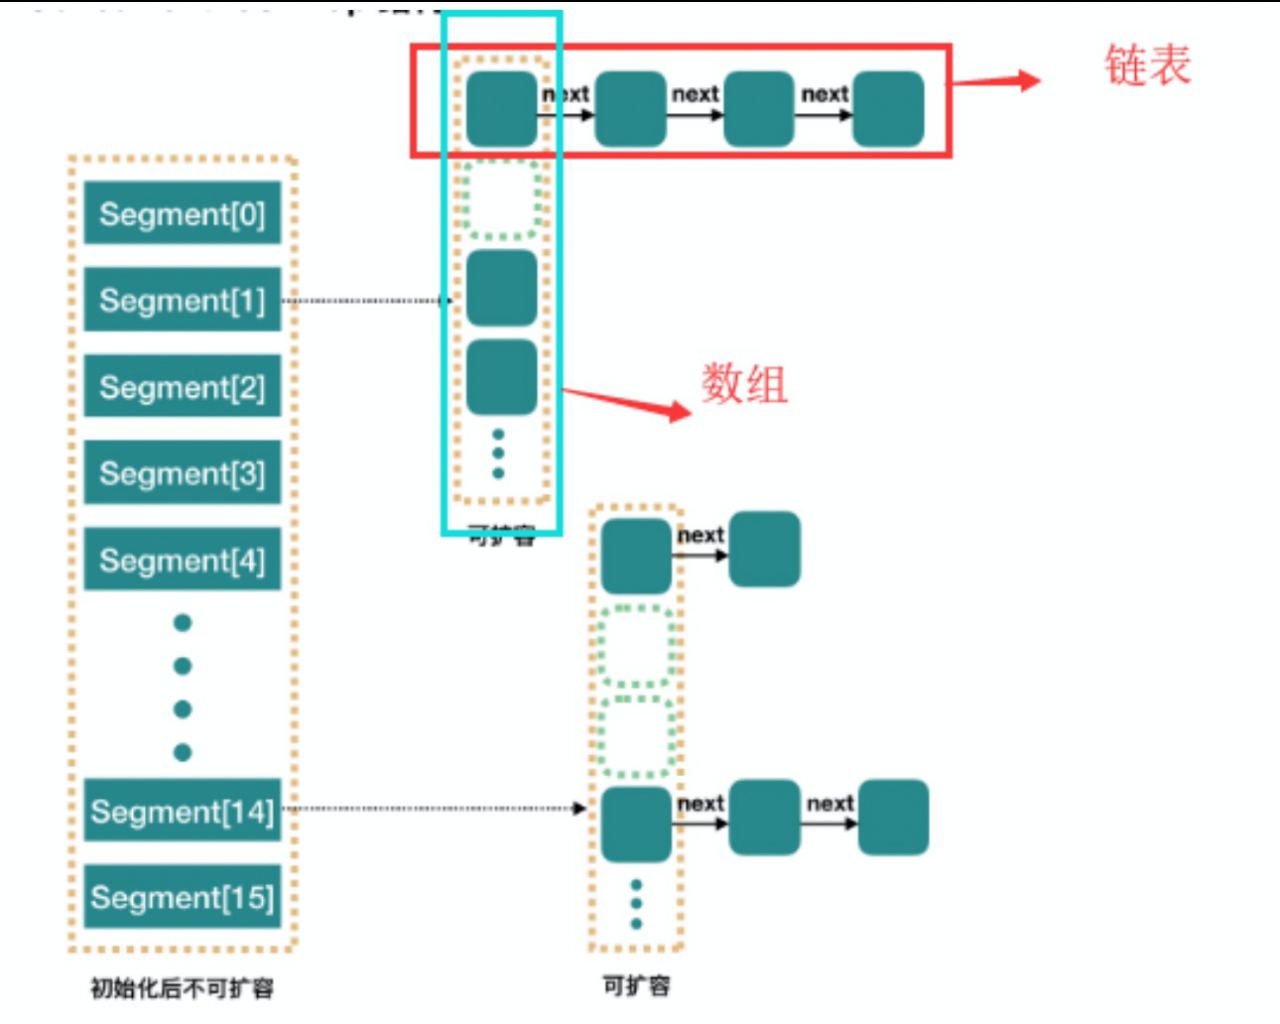 next
next
next
链表
Segment[0]
Segment[1]
Segment[2]
数组
Segment[3]
可扩容
Segment[4]
next
Segment[14]
next
next
Segment[15]
初始化后不可扩容
可扩容